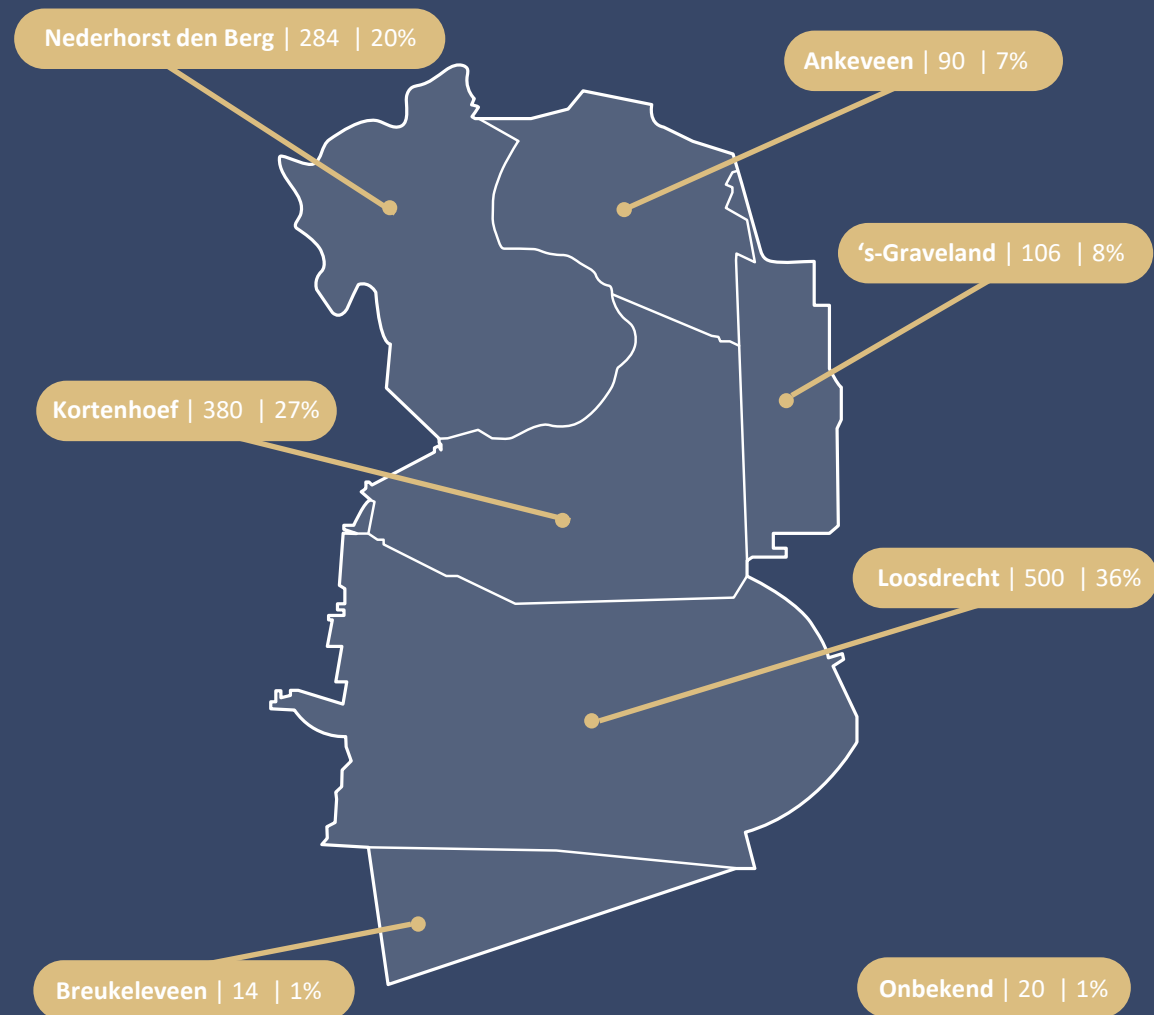 Nederhorst den Berg | 284 | 20%
Ankeveen | 90 | 7%
‘s-Graveland | 106 | 8%
Kortenhoef | 380 | 27%
Loosdrecht | 500 | 36%
Breukeleveen | 14 | 1%
Onbekend | 20 | 1%